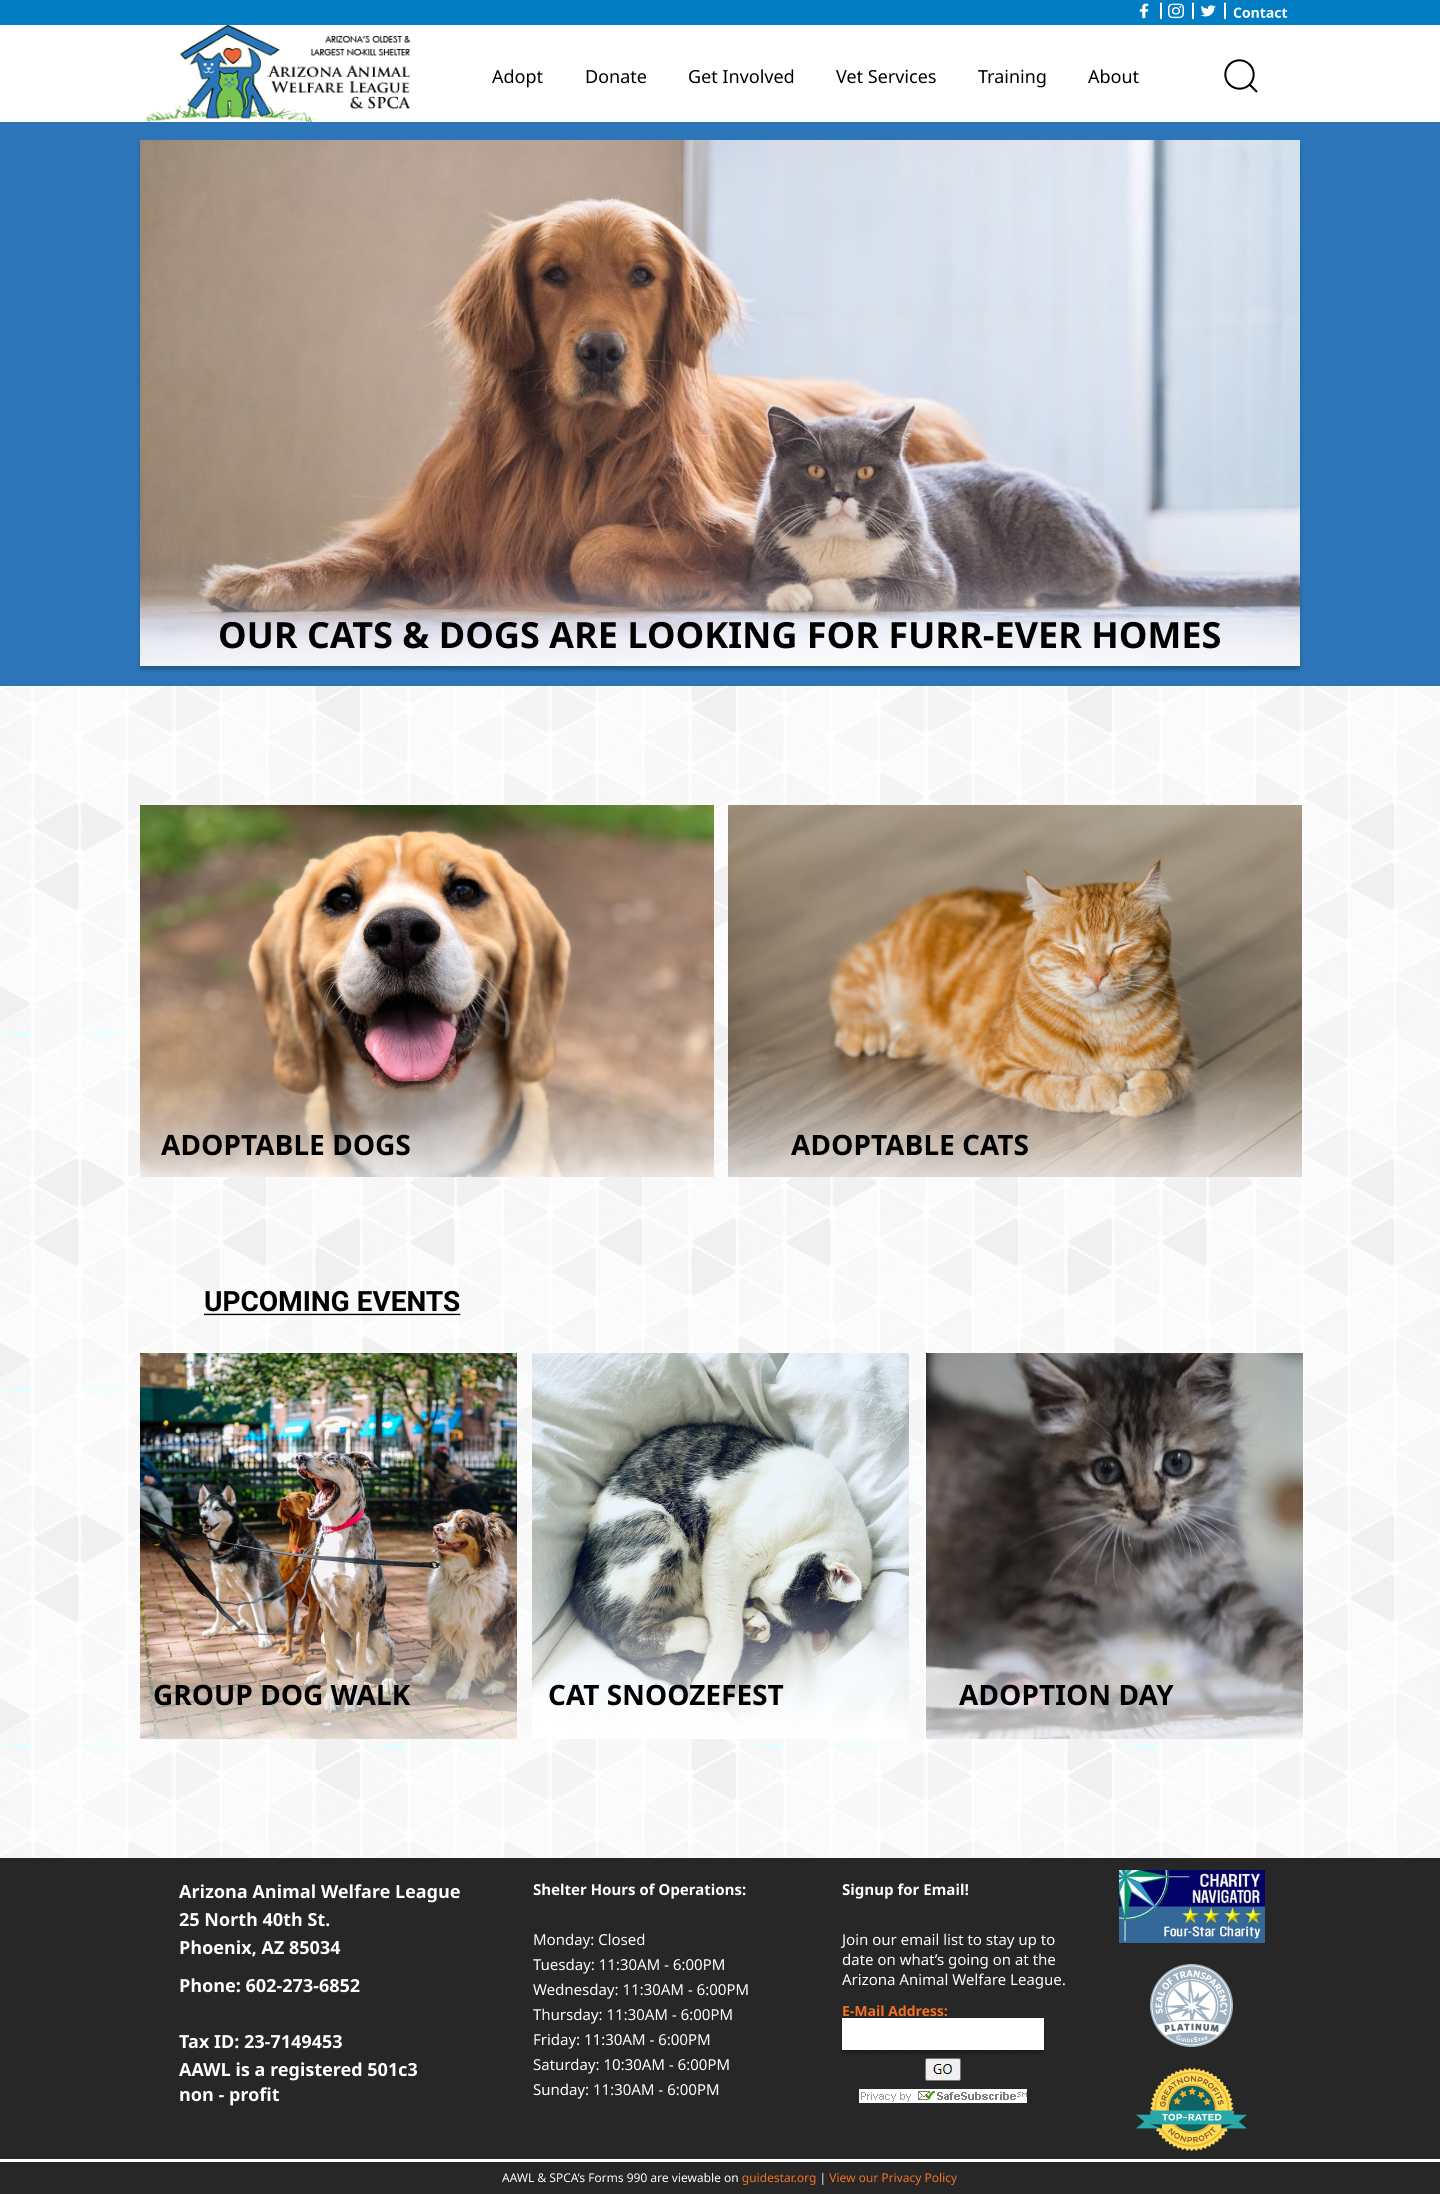 Contact
ARIZONA'S OLDEST &
LARGEST NO-KILL SHELTER
ARIZONA ANIMAL
WELFARE LEAGUE
& SPCA
Adopt Donate Get Involved Vet Services Training About
OUR CATS & DOGS ARE LOOKING FOR FURR-EVER HOMES
ADOPTABLE DOGS
ADOPTABLE CATS
UPCOMING EVENTS
GROUP DOG WALK
CAT SNOOZEFEST
ADOPTION DAY
Arizona Animal Welfare League
25 North 40th St.
Phoenix, AZ 85034
Phone: 602-273-6852
Tax ID: 23-7149453
AAWL is a registered 501c3
non - profit
Shelter Hours of Operations:
Monday: Closed
Tuesday: 11:30AM - 6:00PM
Wednesday: 11:30AM - 6:00PM
Thursday: 11:30AM - 6:00PM
Friday: 11:30AM - 6:00PM
Saturday: 10:30AM - 6:00PM
Sunday: 11:30AM - 6:00PM
Signup for Email!
Join our email list to stay up to
date on what’s going on at the
Arizona Animal Welfare League.
E-Mail Address:
GO
Privacy by SafeSubscribe℠
CHARITY
NAVIGATOR
Four-Star Charity
SEAL OF TRANSPARENCY
PLATINUM
GUIDESTAR
GREATNONPROFITS
TOP-RATED
NONPROFIT
AAWL & SPCA’s Forms 990 are viewable on guidestar.org | View our Privacy Policy